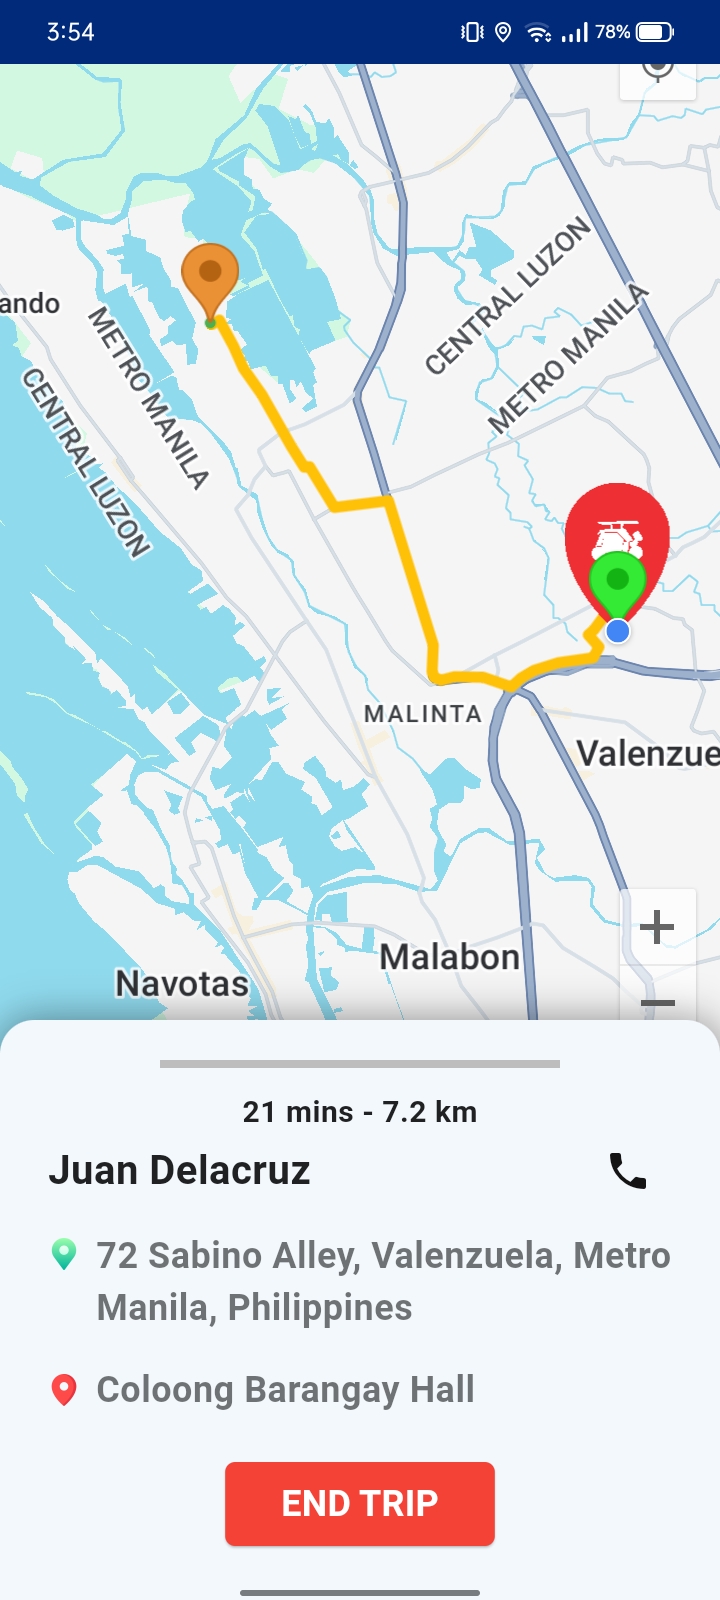 3:54
78%
CENTRAL LUZON
METRO MANILA
ando
METRO MANILA
CENTRAL LUZON
MALINTA
Valenzue
Malabon
Navotas
21 mins - 7.2 km
Juan Delacruz
72 Sabino Alley, Valenzuela, Metro
Manila, Philippines
Coloong Barangay Hall
END TRIP